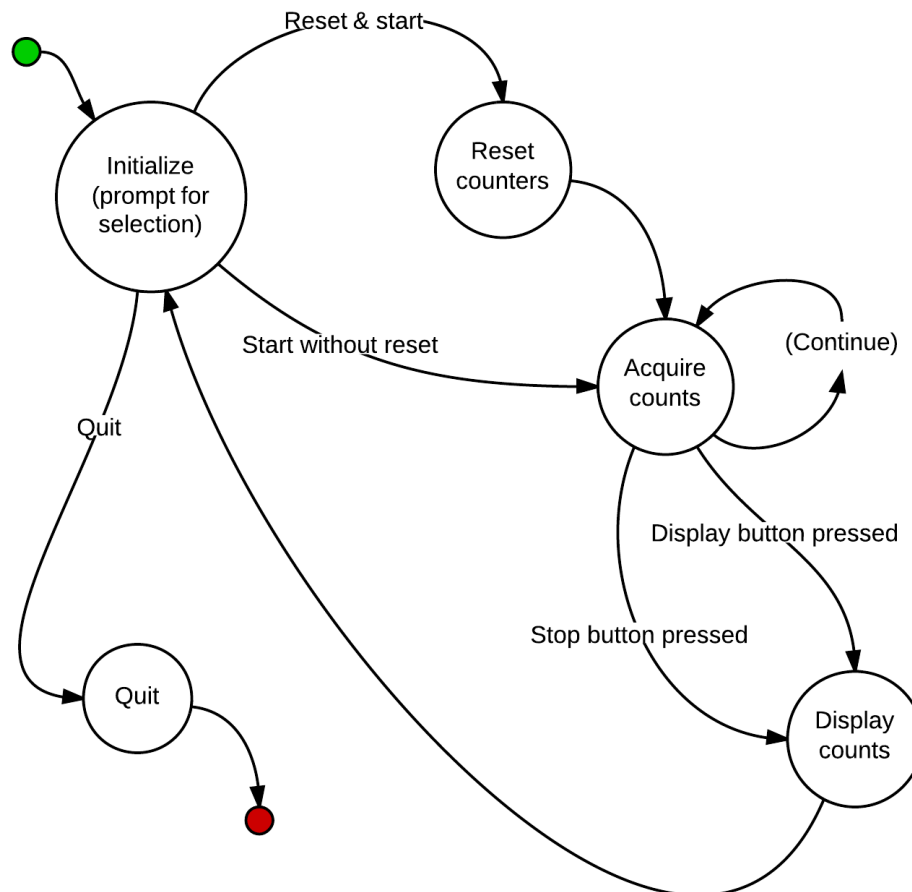 Reset & start
Initialize
(prompt for
selection)
Reset
counters
Start without reset
(Continue)
Acquire
counts
Quit
Display button pressed
Stop button pressed
Quit
Display
counts